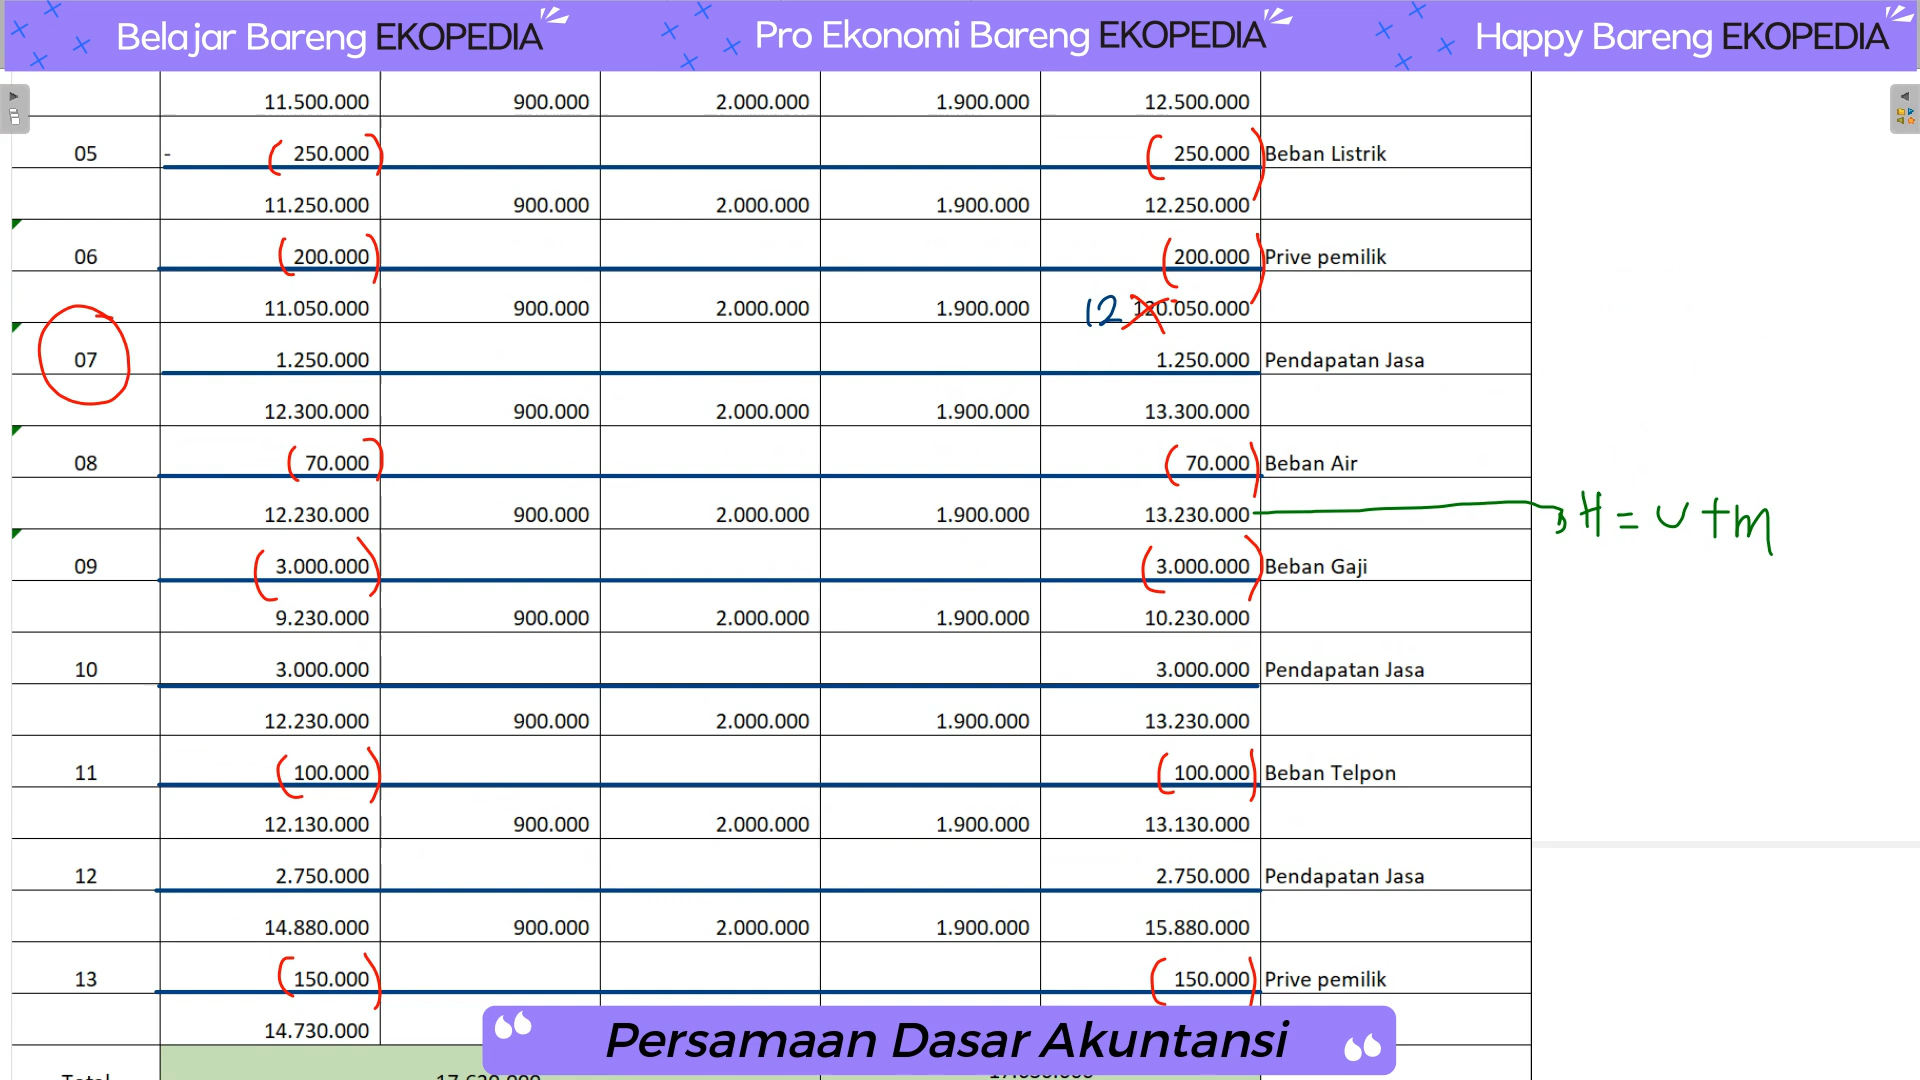 Belajar Bareng EKOPEDIA Pro Ekonomi Bareng EKOPEDIA Happy Bareng EKOPEDIA
11.500.000 900.000 2.000.000 1.900.000 12.500.000
05 - (250.000) (250.000) Beban Listrik
11.250.000 900.000 2.000.000 1.900.000 12.250.000
06 (200.000) (200.000) Prive pemilik
11.050.000 900.000 2.000.000 1.900.000 12 120.050.000
07 1.250.000 1.250.000 Pendapatan Jasa
12.300.000 900.000 2.000.000 1.900.000 13.300.000
08 (70.000) (70.000) Beban Air
12.230.000 900.000 2.000.000 1.900.000 13.230.000 H = U + M
09 (3.000.000) (3.000.000) Beban Gaji
9.230.000 900.000 2.000.000 1.900.000 10.230.000
10 3.000.000 3.000.000 Pendapatan Jasa
12.230.000 900.000 2.000.000 1.900.000 13.230.000
11 (100.000) (100.000) Beban Telpon
12.130.000 900.000 2.000.000 1.900.000 13.130.000
12 2.750.000 2.750.000 Pendapatan Jasa
14.880.000 900.000 2.000.000 1.900.000 15.880.000
13 (150.000) (150.000) Prive pemilik
14.730.000
Persamaan Dasar Akuntansi
Total